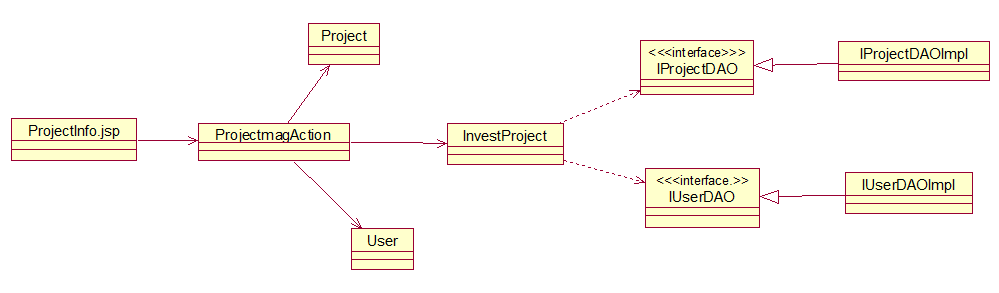 Project
<<<interface>>>
IProjectDAO
IProjectDAOImpl
ProjectInfo.jsp
ProjectmagAction
InvestProject
<<<interface.>>
IUserDAO
IUserDAOImpl
User